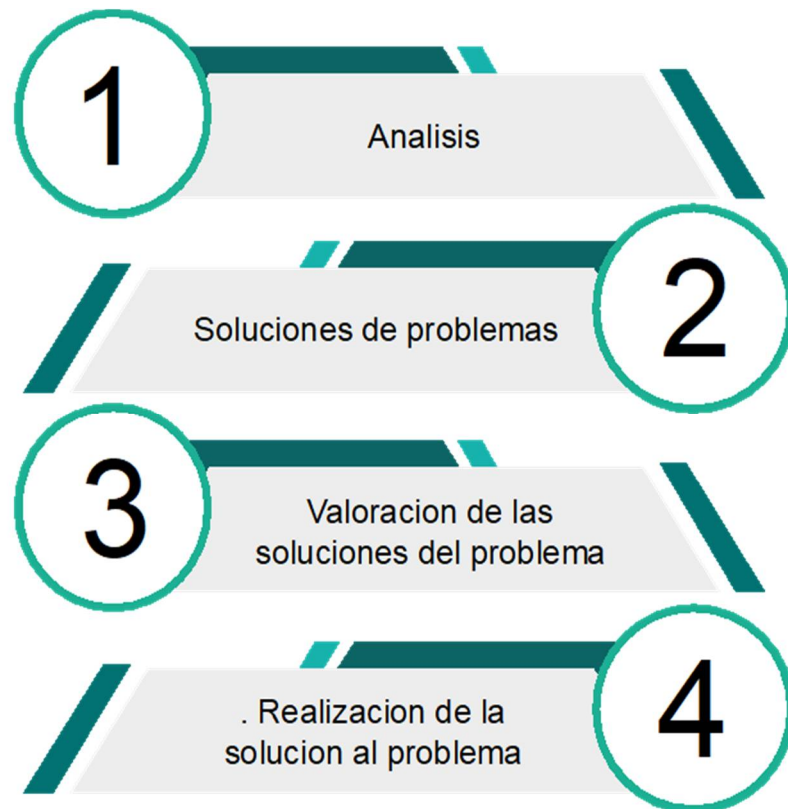 1
Analisis
2
Soluciones de problemas
3
Valoracion de las
soluciones del problema
4
. Realizacion de la
solucion al problema